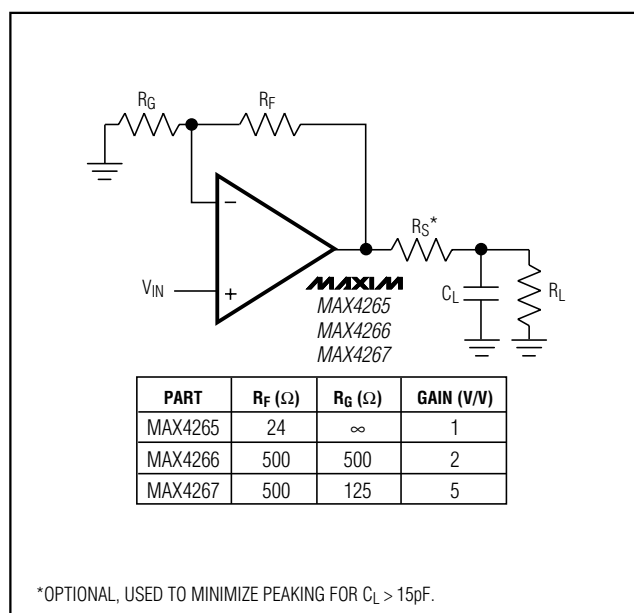 R_G
R_F
−
R_S*
V_IN
+
MAXIM
C_L
R_L
MAX4265
MAX4266
MAX4267
PART R_F (Ω) R_G (Ω) GAIN (V/V)
MAX4265 24 ∞ 1
MAX4266 500 500 2
MAX4267 500 125 5
*OPTIONAL, USED TO MINIMIZE PEAKING FOR C_L > 15pF.